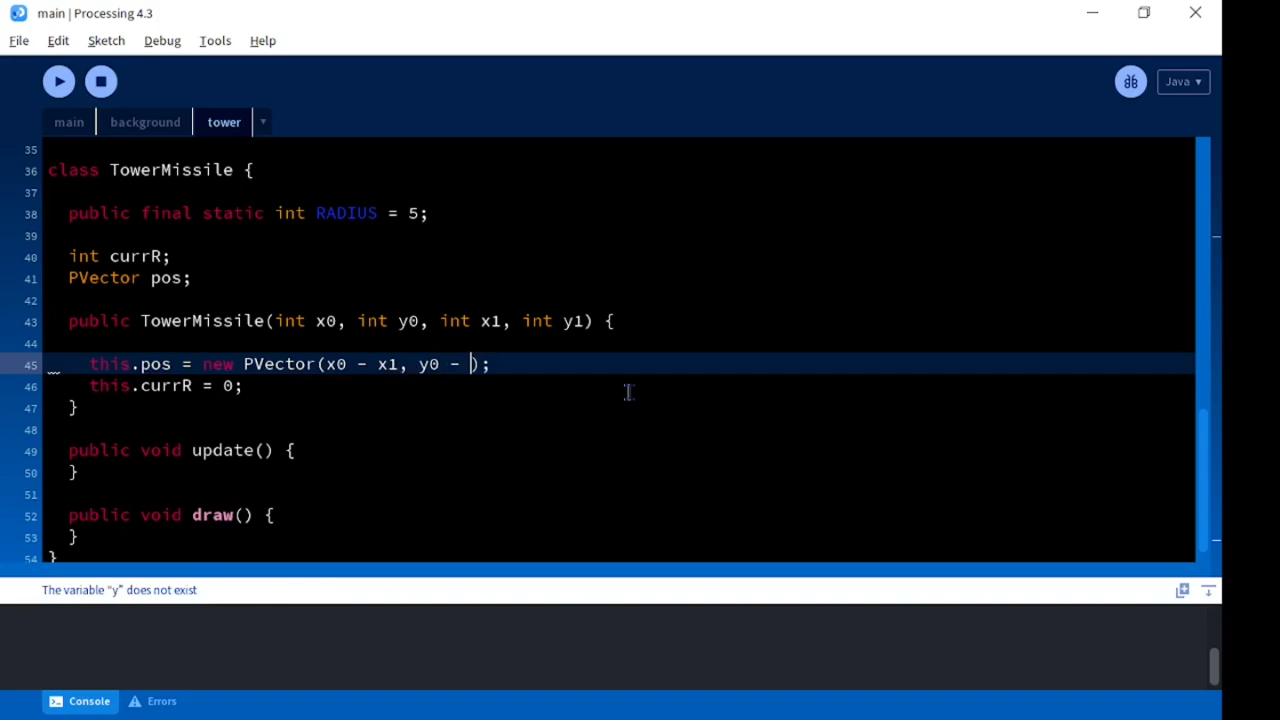 main | Processing 4.3
File Edit Sketch Debug Tools Help
Java ▾
main background tower ▾
35
36 class TowerMissile {
37
38 public final static int RADIUS = 5;
39
40 int currR;
41 PVector pos;
42
43 public TowerMissile(int x0, int y0, int x1, int y1) {
44
45 this.pos = new PVector(x0 - x1, y0 - );
46 this.currR = 0;
47 }
48
49 public void update() {
50 }
51
52 public void draw() {
53 }
54 }
The variable "y" does not exist
Console Errors